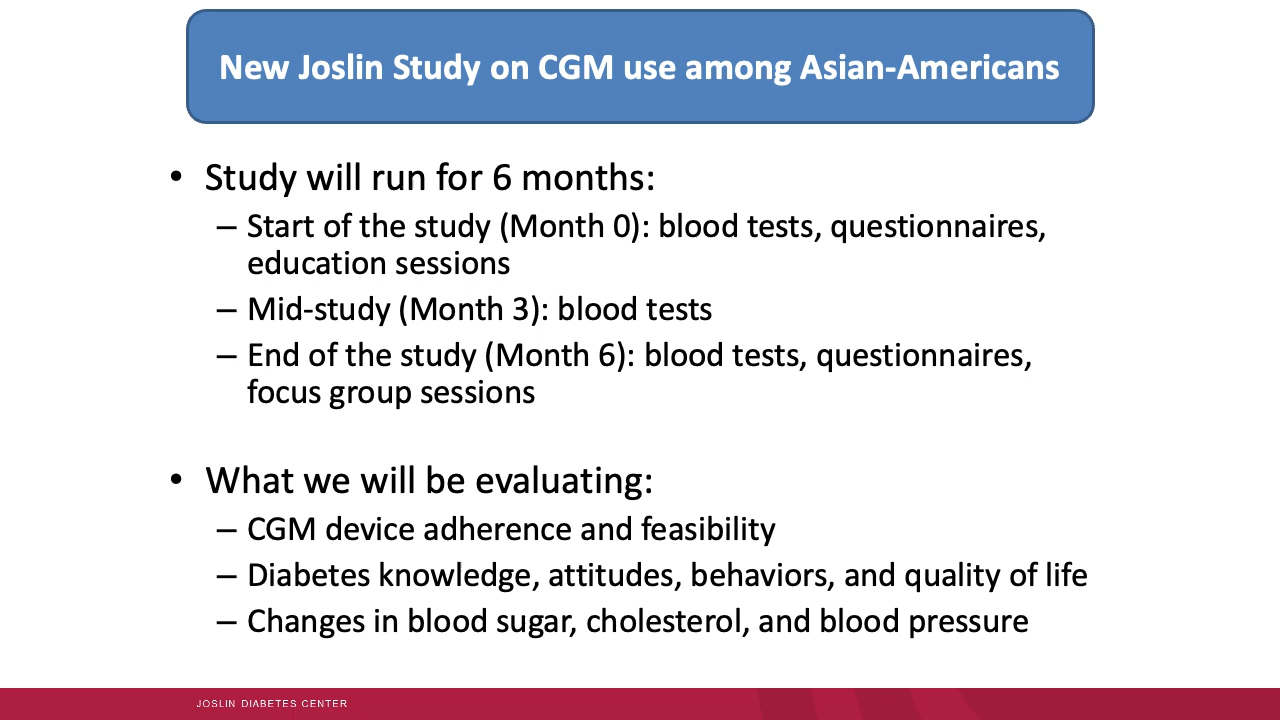 New Joslin Study on CGM use among Asian-Americans
• Study will run for 6 months:
– Start of the study (Month 0): blood tests, questionnaires,
education sessions
– Mid-study (Month 3): blood tests
– End of the study (Month 6): blood tests, questionnaires,
focus group sessions
• What we will be evaluating:
– CGM device adherence and feasibility
– Diabetes knowledge, attitudes, behaviors, and quality of life
– Changes in blood sugar, cholesterol, and blood pressure
JOSLIN DIABETES CENTER